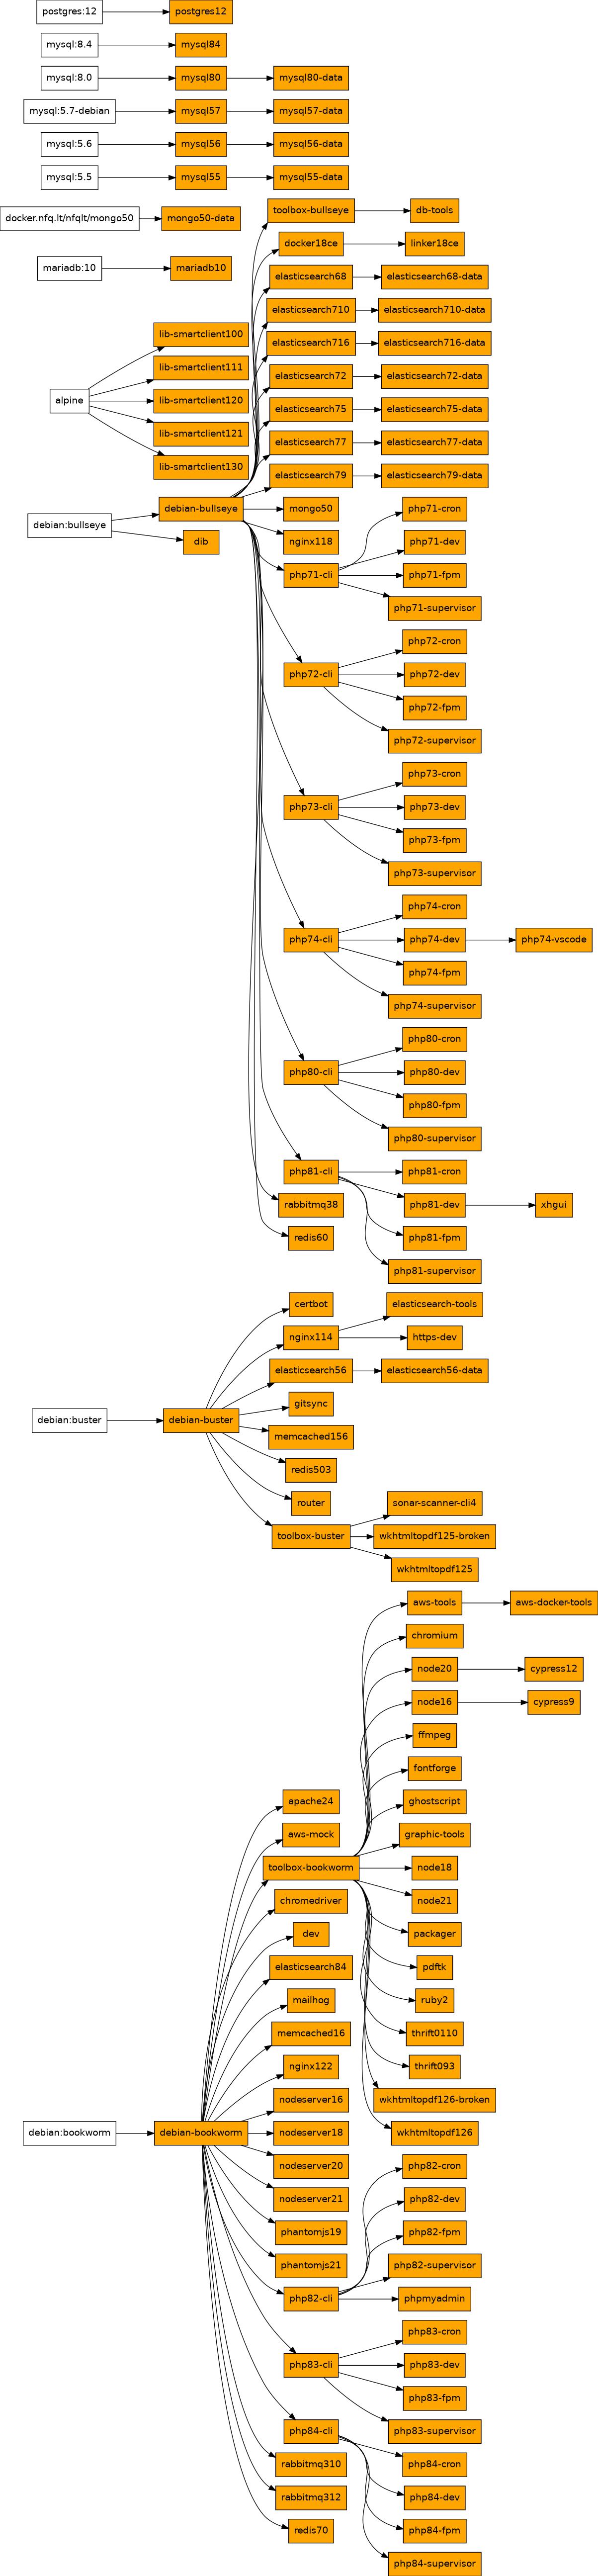 postgres:12
postgres12
mysql:8.4
mysql84
mysql:8.0
mysql80
mysql80-data
mysql:5.7-debian
mysql57
mysql57-data
mysql:5.6
mysql56
mysql56-data
mysql:5.5
mysql55
mysql55-data
toolbox-bullseye
db-tools
docker.nfq.lt/nfqlt/mongo50
mongo50-data
docker18ce
linker18ce
mariadb:10
mariadb10
elasticsearch68
elasticsearch68-data
elasticsearch710
elasticsearch710-data
lib-smartclient100
elasticsearch716
elasticsearch716-data
lib-smartclient111
elasticsearch72
elasticsearch72-data
alpine
lib-smartclient120
elasticsearch75
elasticsearch75-data
lib-smartclient121
elasticsearch77
elasticsearch77-data
lib-smartclient130
elasticsearch79
elasticsearch79-data
debian-bullseye
mongo50
php71-cron
debian:bullseye
dib
nginx118
php71-dev
php71-cli
php71-fpm
php71-supervisor
php72-cron
php72-cli
php72-dev
php72-fpm
php72-supervisor
php73-cron
php73-cli
php73-dev
php73-fpm
php73-supervisor
php74-cron
php74-cli
php74-dev
php74-vscode
php74-fpm
php74-supervisor
php80-cron
php80-cli
php80-dev
php80-fpm
php80-supervisor
php81-cli
php81-cron
rabbitmq38
php81-dev
xhgui
redis60
php81-fpm
php81-supervisor
certbot
elasticsearch-tools
nginx114
https-dev
elasticsearch56
elasticsearch56-data
gitsync
debian:buster
debian-buster
memcached156
redis503
router
sonar-scanner-cli4
toolbox-buster
wkhtmltopdf125-broken
wkhtmltopdf125
aws-tools
aws-docker-tools
chromium
node20
cypress12
node16
cypress9
ffmpeg
fontforge
apache24
ghostscript
aws-mock
graphic-tools
toolbox-bookworm
node18
chromedriver
node21
dev
packager
elasticsearch84
pdftk
mailhog
ruby2
memcached16
thrift0110
nginx122
thrift093
nodeserver16
wkhtmltopdf126-broken
debian:bookworm
debian-bookworm
nodeserver18
wkhtmltopdf126
nodeserver20
php82-cron
nodeserver21
php82-dev
phantomjs19
php82-fpm
phantomjs21
php82-supervisor
php82-cli
phpmyadmin
php83-cron
php83-cli
php83-dev
php83-fpm
php83-supervisor
php84-cli
rabbitmq310
php84-cron
rabbitmq312
php84-dev
redis70
php84-fpm
php84-supervisor